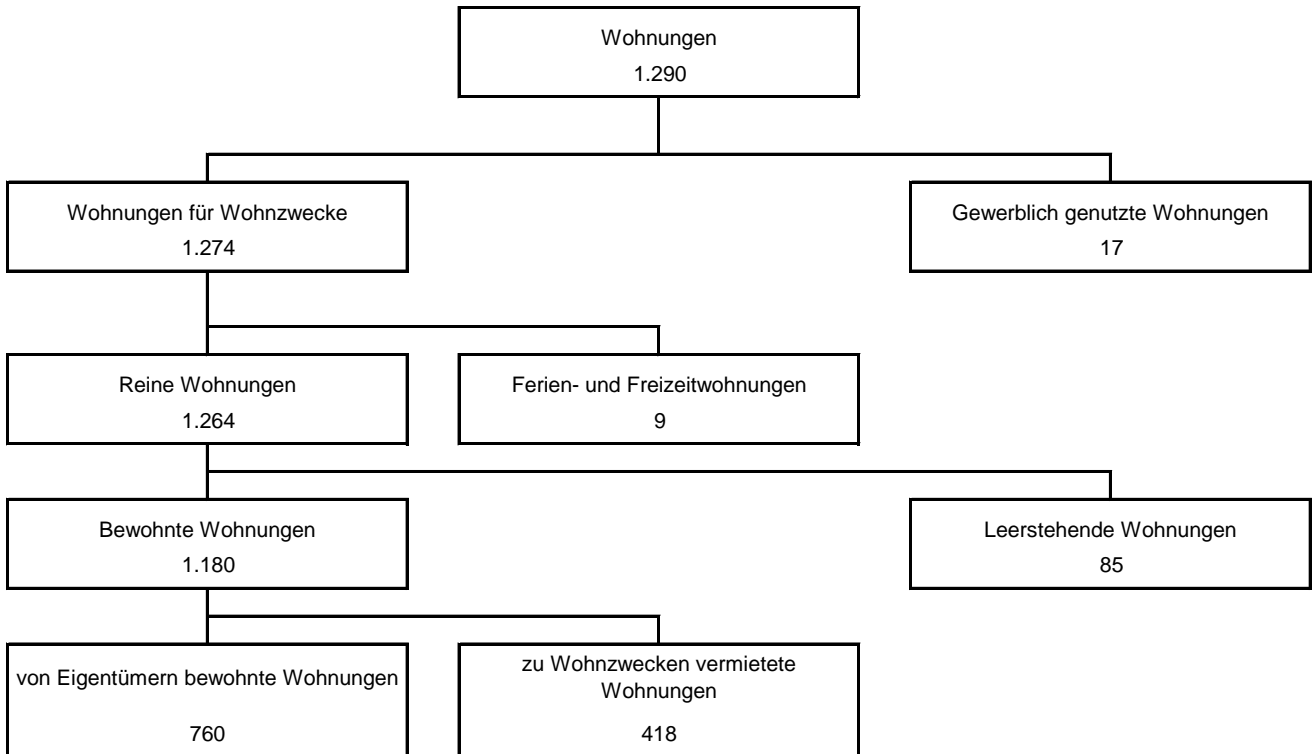 Wohnungen
1.290
Wohnungen für Wohnzwecke
1.274
Gewerblich genutzte Wohnungen
17
Reine Wohnungen
1.264
Ferien- und Freizeitwohnungen
9
Bewohnte Wohnungen
1.180
Leerstehende Wohnungen
85
von Eigentümern bewohnte Wohnungen
760
zu Wohnzwecken vermietete
Wohnungen
418